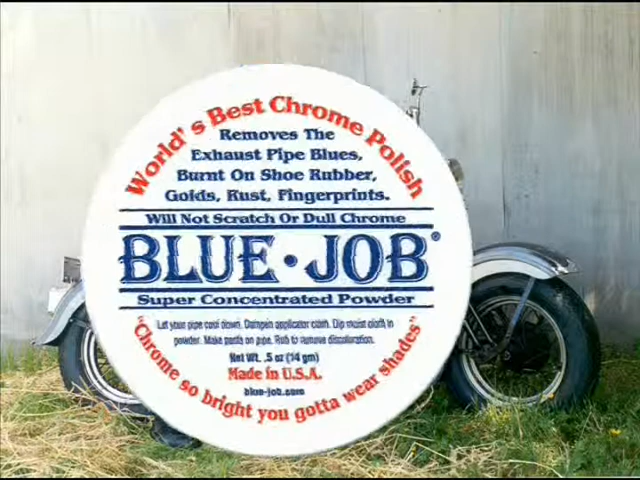 World's Best Chrome Polish
Removes The
Exhaust Pipe Blues,
Burnt On Shoe Rubber,
Golds, Rust, Fingerprints.
Will Not Scratch Or Dull Chrome
BLUE·JOB®
Super Concentrated Powder
Let your pipe cool down. Dampen applicator cloth. Dip moist cloth in
powder. Make paste on pipe. Rub to remove discoloration.
Net Wt. .5 oz (14 gm)
Made in U.S.A.
blue-job.com
"Chrome so bright you gotta wear shades"